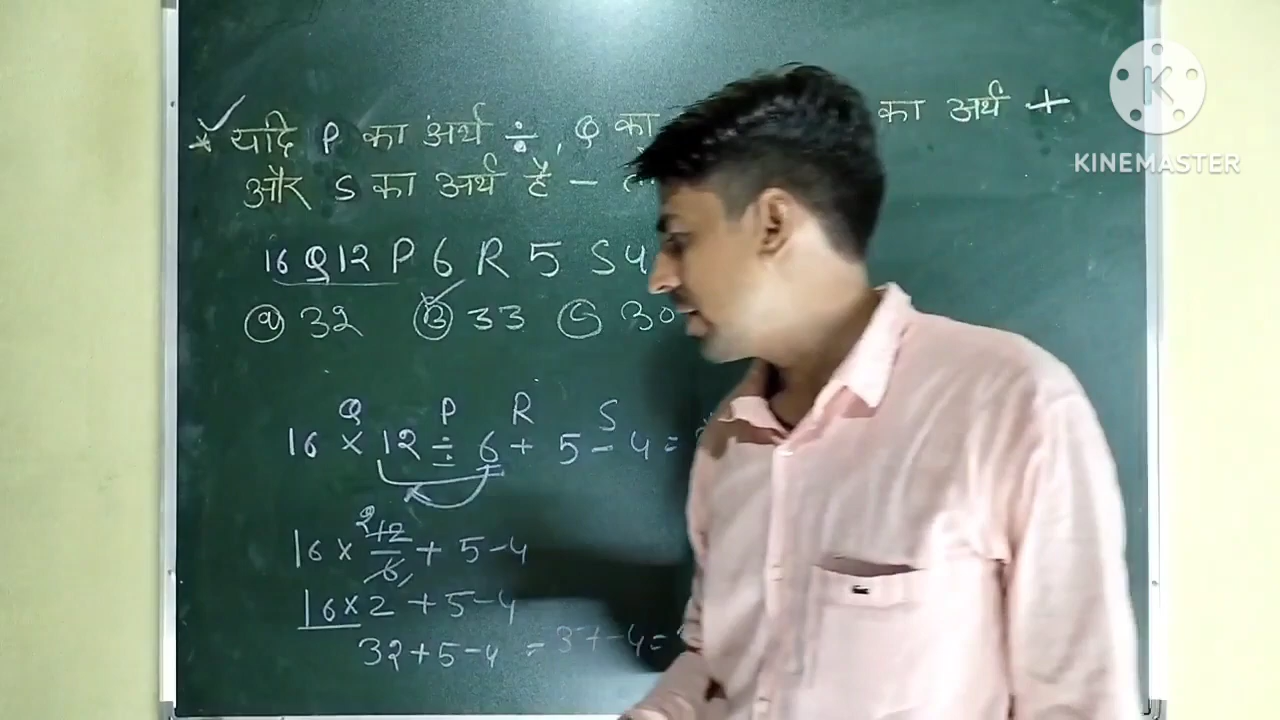 ★ यदि P का अर्थ ÷, Q का का अर्थ +
और S का अर्थ है –
16 Q 12 P 6 R 5 S 4
(a) 32 (B) 33 (C) 30
Q P R S
16 × 12 ÷ 6 + 5 - 4 =
2
16 × 12/6 + 5 - 4
16 × 2 + 5 - 4
32 + 5 - 4 = 37 - 4 =
K
KINEMASTER